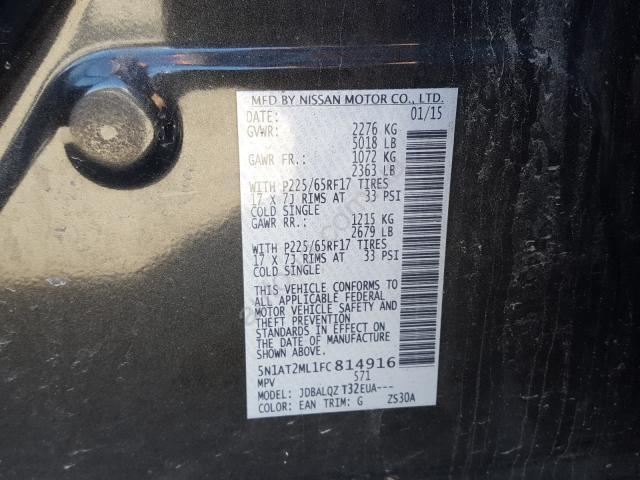 MFD BY NISSAN MOTOR CO., LTD.
DATE: 01/15
GVWR: 2276 KG
5018 LB
GAWR FR.: 1072 KG
2363 LB
WITH P225/65RF17 TIRES
17 X 7J RIMS AT 33 PSI
COLD SINGLE
GAWR RR.: 1215 KG
2679 LB
WITH P225/65RF17 TIRES
17 X 7J RIMS AT 33 PSI
COLD SINGLE
THIS VEHICLE CONFORMS TO
ALL APPLICABLE FEDERAL
MOTOR VEHICLE SAFETY AND
THEFT PREVENTION
STANDARDS IN EFFECT ON
THE DATE OF MANUFACTURE
SHOWN ABOVE.
5N1AT2ML1FC814916
MPV 571
MODEL: JDBALQZ T32EUA---
COLOR: EAN TRIM: G ZS30A